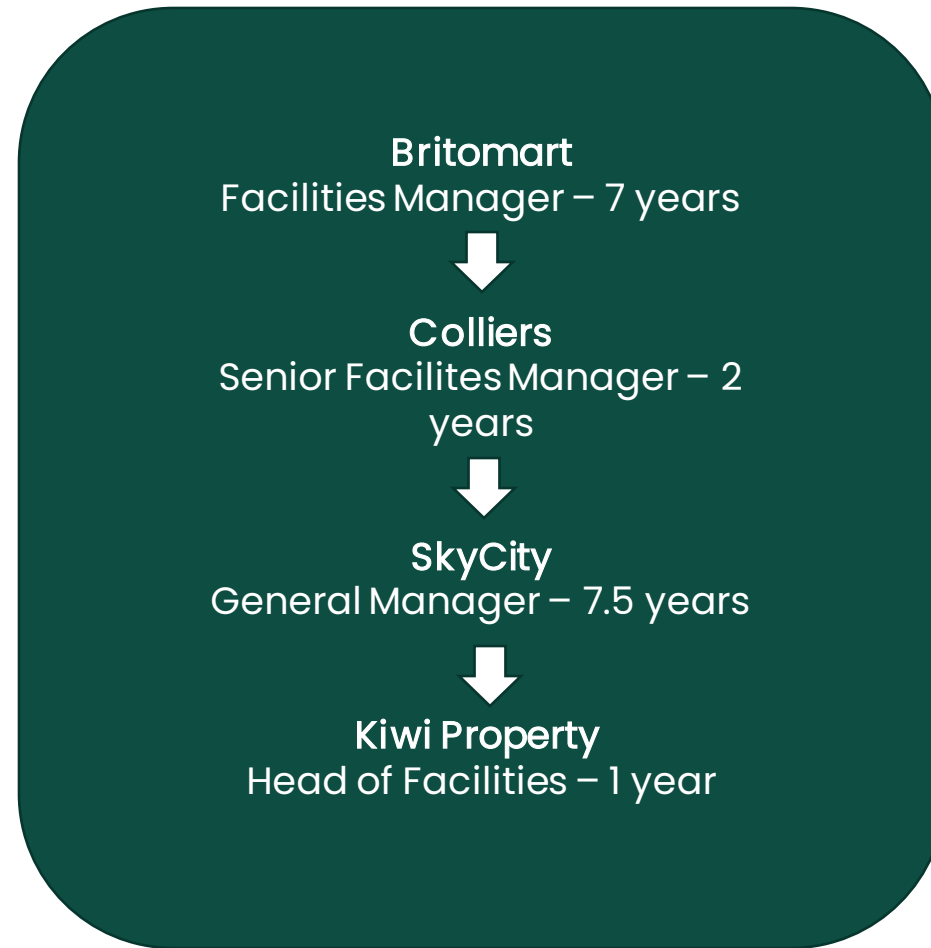 Britomart
Facilities Manager – 7 years
Colliers
Senior Facilites Manager – 2
years
SkyCity
General Manager – 7.5 years
Kiwi Property
Head of Facilities – 1 year